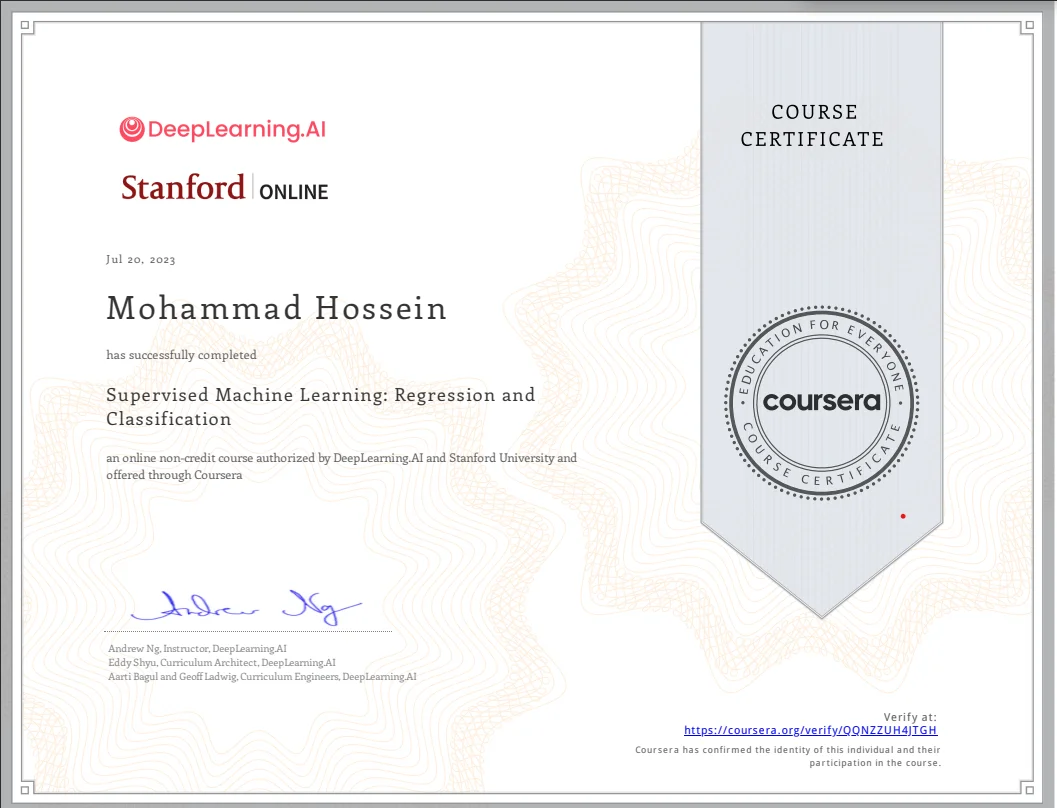 DeepLearning.AI
Stanford ONLINE
COURSE
CERTIFICATE
Jul 20, 2023
Mohammad Hossein
has successfully completed
Supervised Machine Learning: Regression and
Classification
an online non-credit course authorized by DeepLearning.AI and Stanford University and
offered through Coursera
EDUCATION FOR EVERYONE
coursera
COURSE CERTIFICATE
Andrew Ng
Andrew Ng, Instructor, DeepLearning.AI
Eddy Shyu, Curriculum Architect, DeepLearning.AI
Aarti Bagul and Geoff Ladwig, Curriculum Engineers, DeepLearning.AI
Verify at:
https://coursera.org/verify/QQNZZUH4JTGH
Coursera has confirmed the identity of this individual and their
participation in the course.